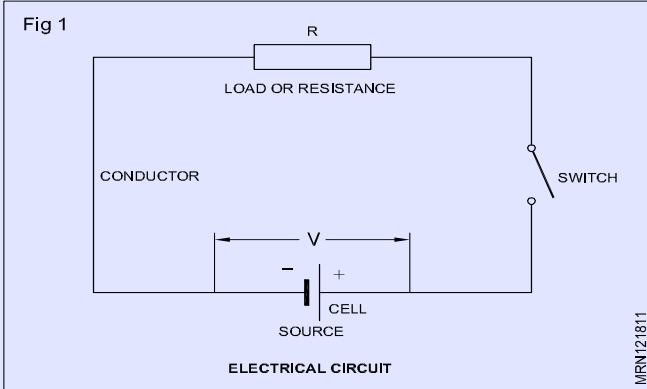 Fig 1
R
LOAD OR RESISTANCE
CONDUCTOR
SWITCH
V
– +
CELL
SOURCE
ELECTRICAL CIRCUIT
MRN121811